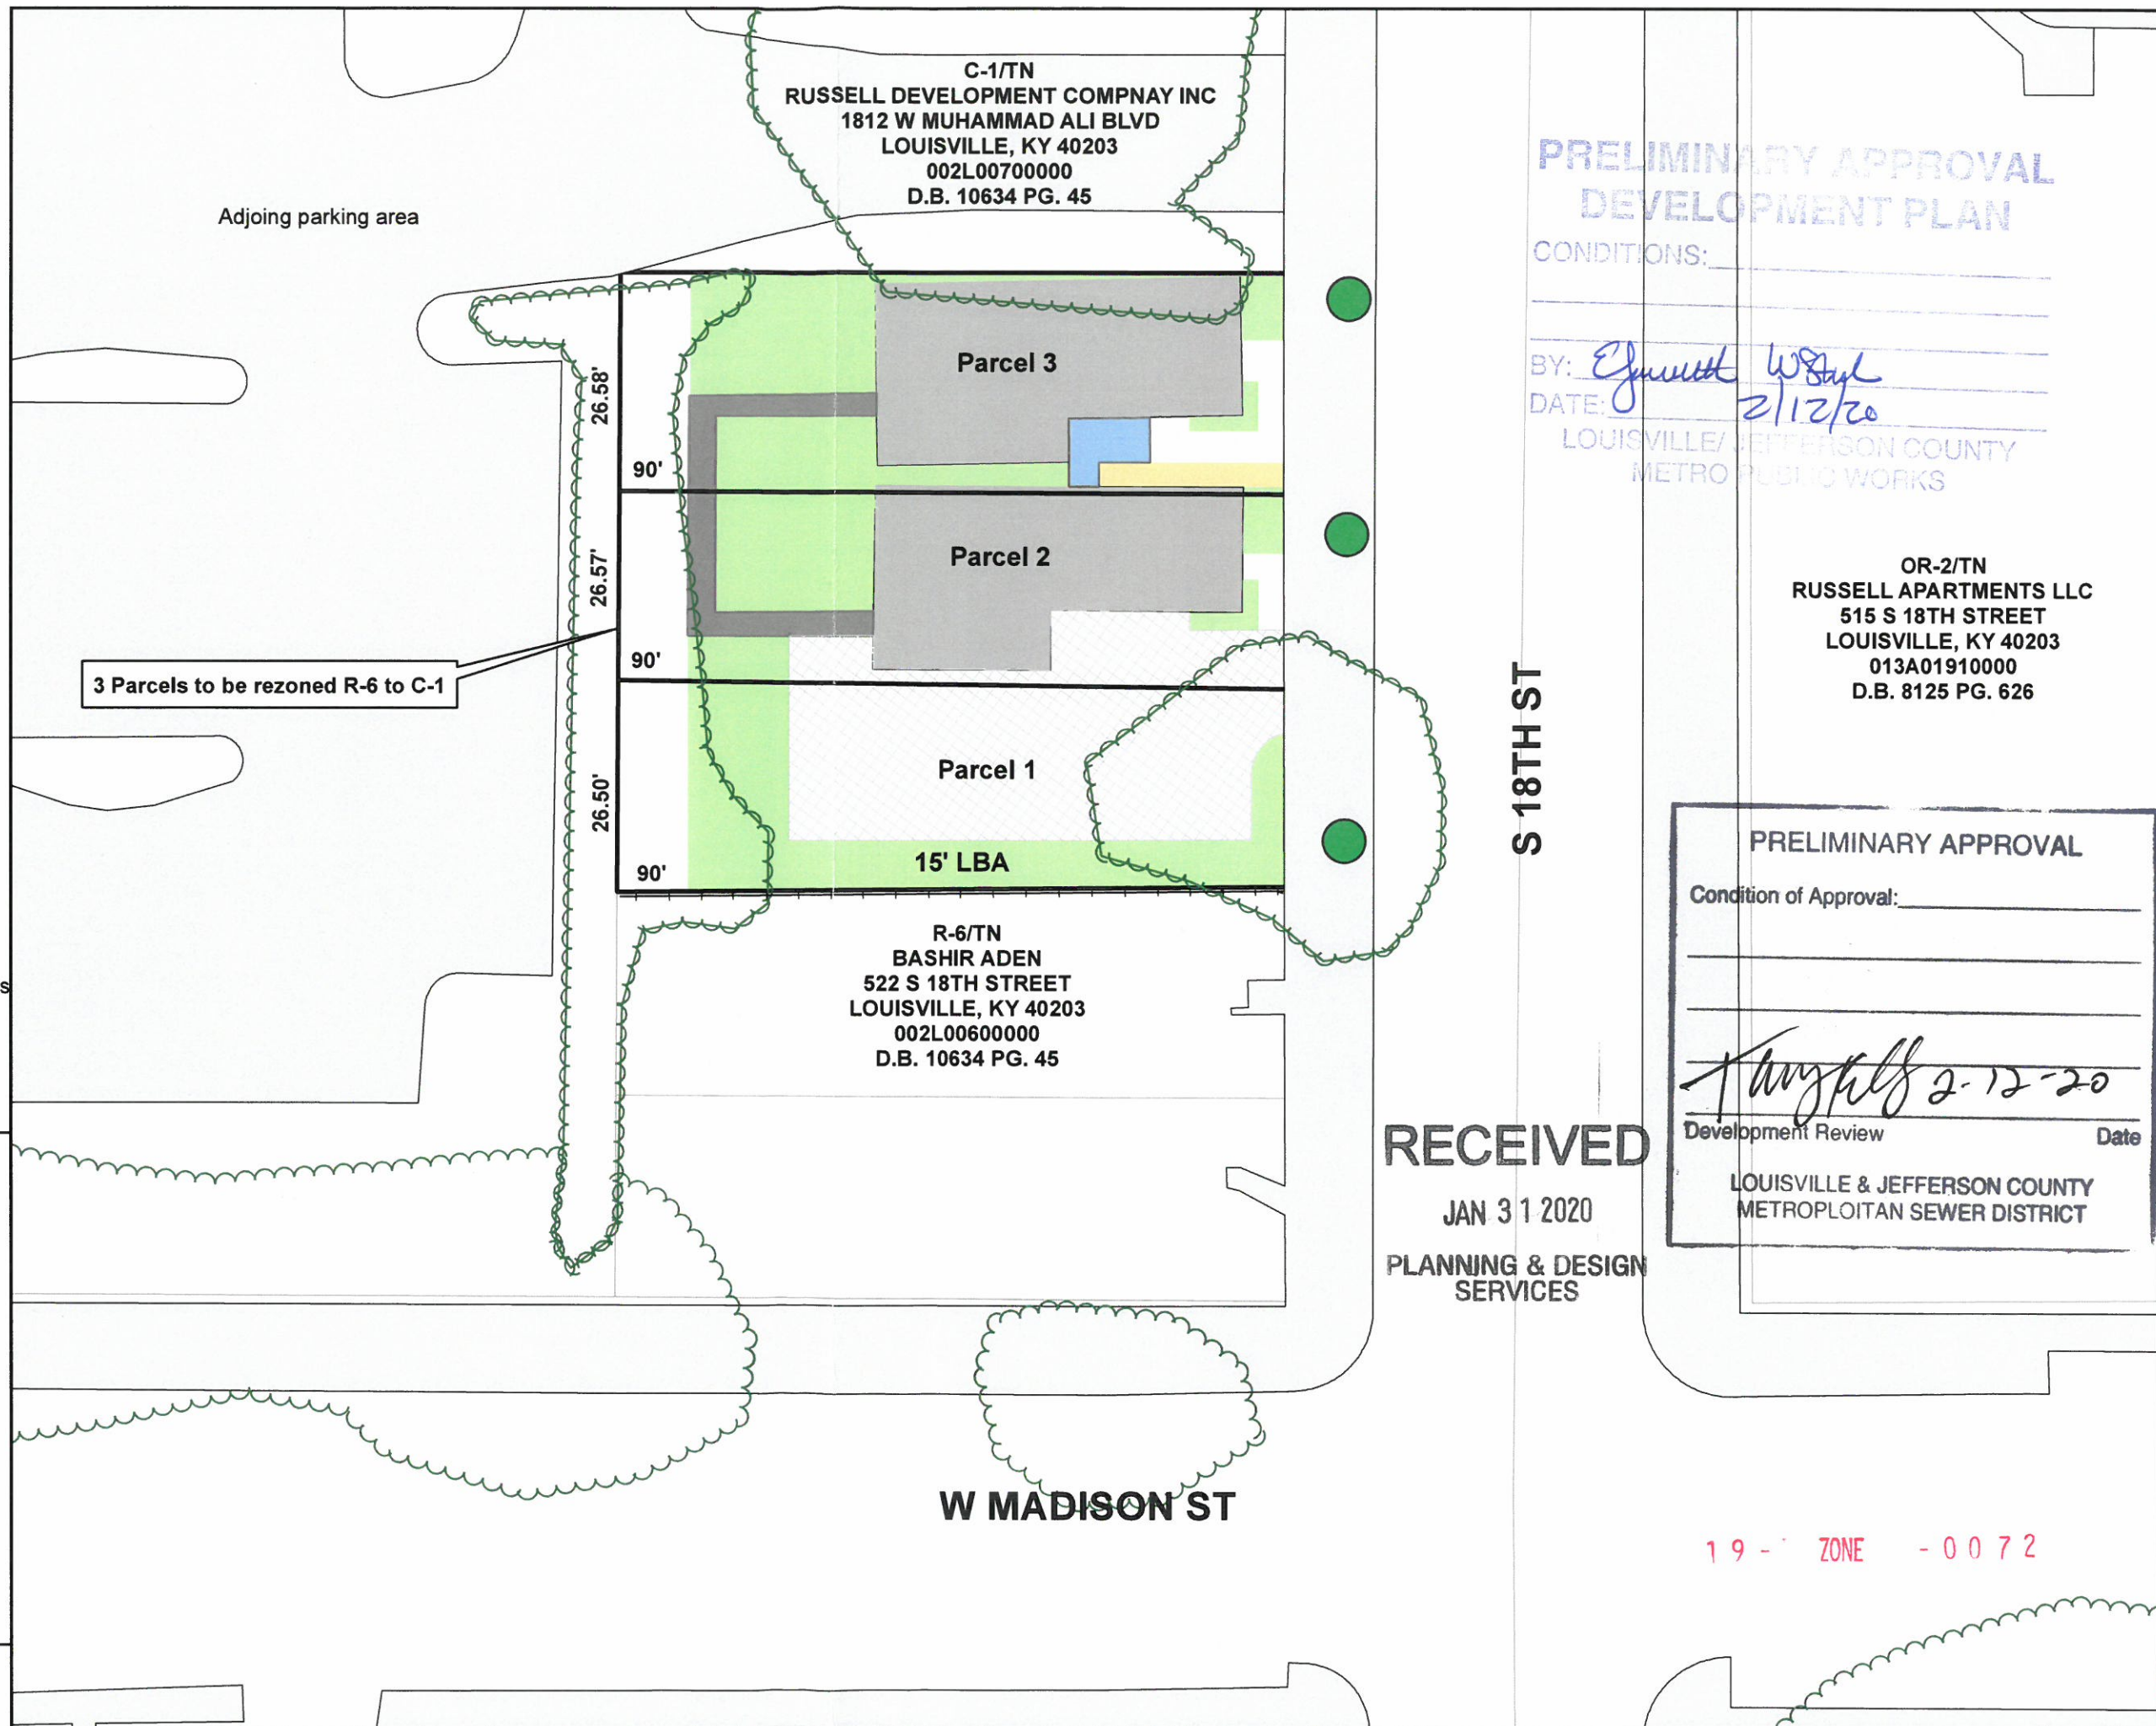 C-1/TN
RUSSELL DEVELOPMENT COMPNAY INC
1812 W MUHAMMAD ALI BLVD
LOUISVILLE, KY 40203
002L00700000
D.B. 10634 PG. 45
Adjoing parking area
PRELIMINARY APPROVAL
DEVELOPMENT PLAN
CONDITIONS:
BY:
DATE: 2/12/20
LOUISVILLE/ JEFFERSON COUNTY
METRO PUBLIC WORKS
Parcel 3
26.58'
90'
Parcel 2
26.57'
90'
3 Parcels to be rezoned R-6 to C-1
Parcel 1
26.50'
90'
15' LBA
S 18TH ST
OR-2/TN
RUSSELL APARTMENTS LLC
515 S 18TH STREET
LOUISVILLE, KY 40203
013A01910000
D.B. 8125 PG. 626
R-6/TN
BASHIR ADEN
522 S 18TH STREET
LOUISVILLE, KY 40203
002L00600000
D.B. 10634 PG. 45
s
PRELIMINARY APPROVAL
Condition of Approval:
2-12-20
Development Review Date
LOUISVILLE & JEFFERSON COUNTY
METROPLOITAN SEWER DISTRICT
RECEIVED
JAN 31 2020
PLANNING & DESIGN
SERVICES
W MADISON ST
19- ZONE -0072